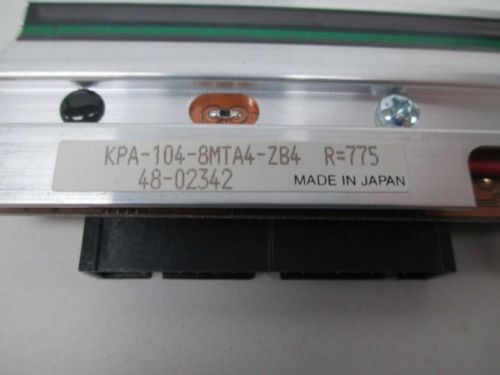 KPA-104-8MTA4-ZB4 R=775
48-02342 MADE IN JAPAN